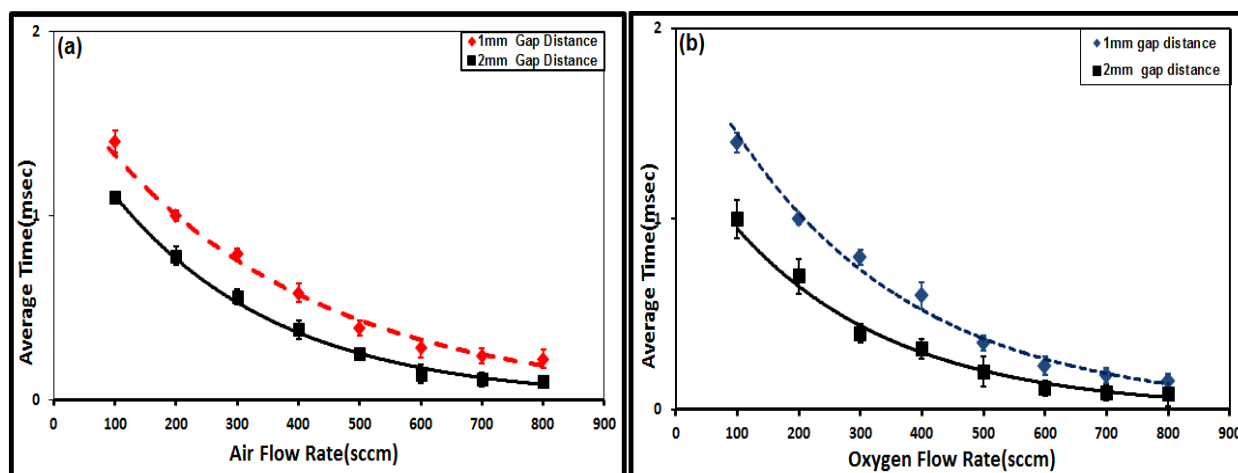 (a)
1mm  Gap Distance
2mm  Gap Distance
2
1
0
Average Time(msec)
0 100 200 300 400 500 600 700 800 900
Air Flow Rate(sccm)
(b)
1mm gap distance
2mm  gap distance
2
1
0
Average Time(msec)
0 100 200 300 400 500 600 700 800 900
Oxygen Flow Rate(sccm)